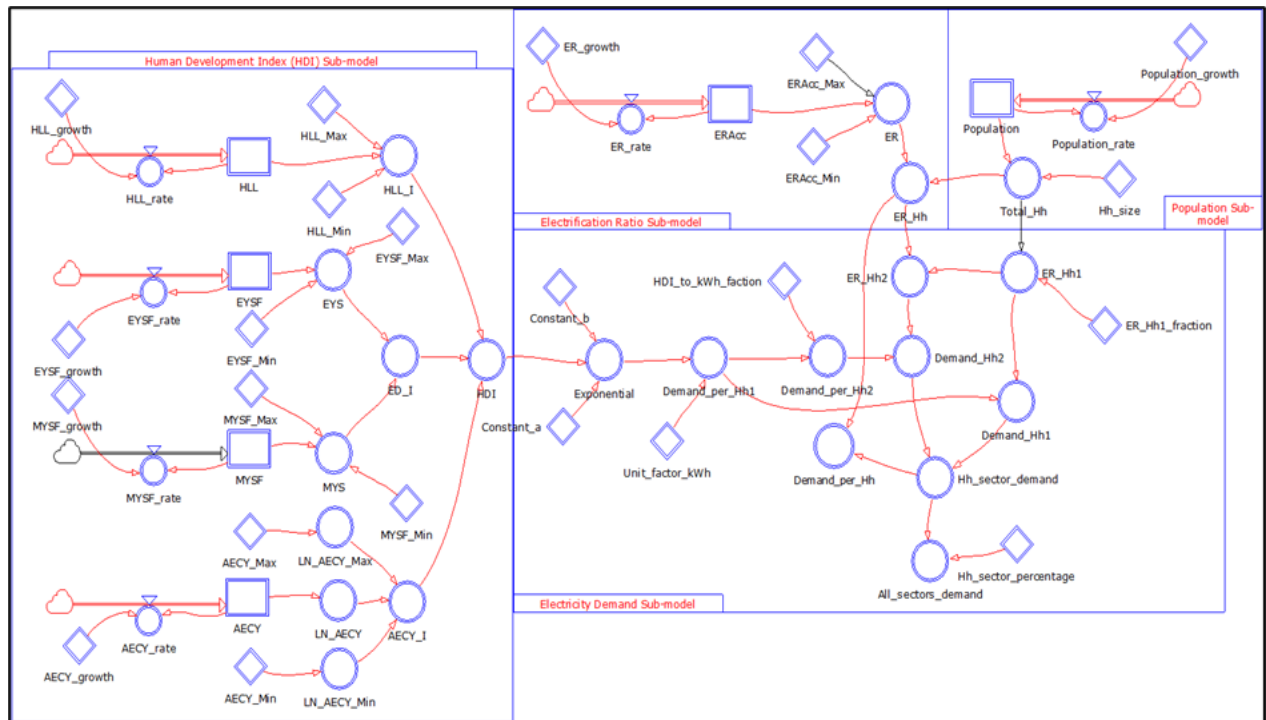 Human Development Index (HDI) Sub-model
HLL_growth
HLL_rate
HLL
HLL_Max
HLL_Min
HLL_I
EYSF_rate
EYSF
EYSF_Max
EYS
EYSF_Min
EYSF_growth
ED_I
HDI
MYSF_growth
MYSF_Max
MYSF_rate
MYSF
MYS
MYSF_Min
AECY_Max
LN_AECY_Max
AECY
LN_AECY
AECY_I
AECY_rate
AECY_growth
AECY_Min
LN_AECY_Min
ER_growth
ER_rate
ERAcc
ERAcc_Max
ERAcc_Min
ER
ER_Hh
Electrification Ratio Sub-model
Population_growth
Population
Population_rate
Total_Hh
Hh_size
Population Sub-
model
HDI_to_kWh_faction
ER_Hh2
ER_Hh1
ER_Hh1_fraction
Constant_b
Exponential
Constant_a
Demand_per_Hh1
Unit_factor_kWh
Demand_per_Hh2
Demand_Hh2
Demand_Hh1
Demand_per_Hh
Hh_sector_demand
Hh_sector_percentage
All_sectors_demand
Electricity Demand Sub-model